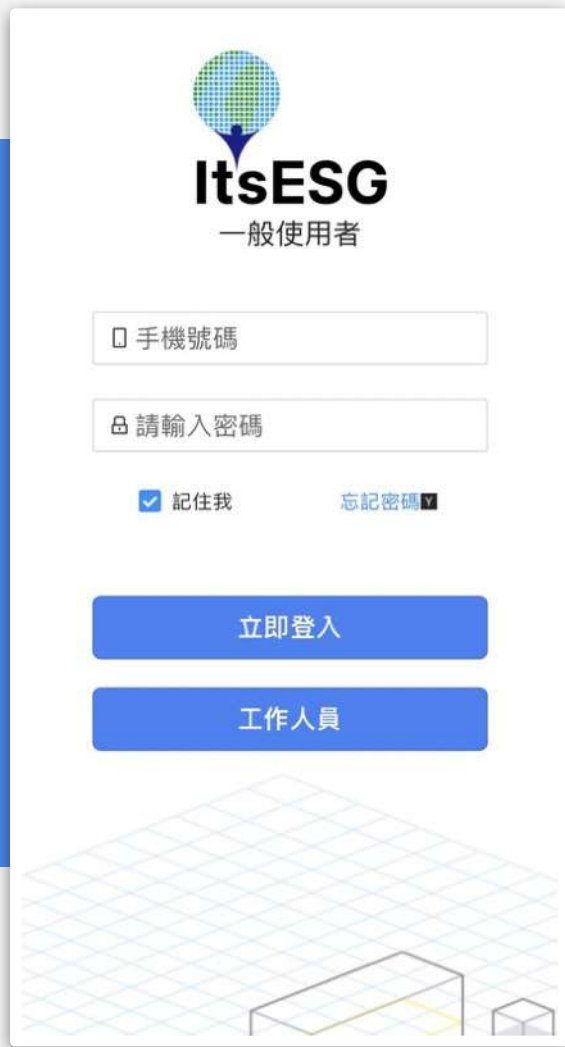 ItsESG
一般使用者
手機號碼
請輸入密碼
記住我 忘記密碼 Y
立即登入
工作人員